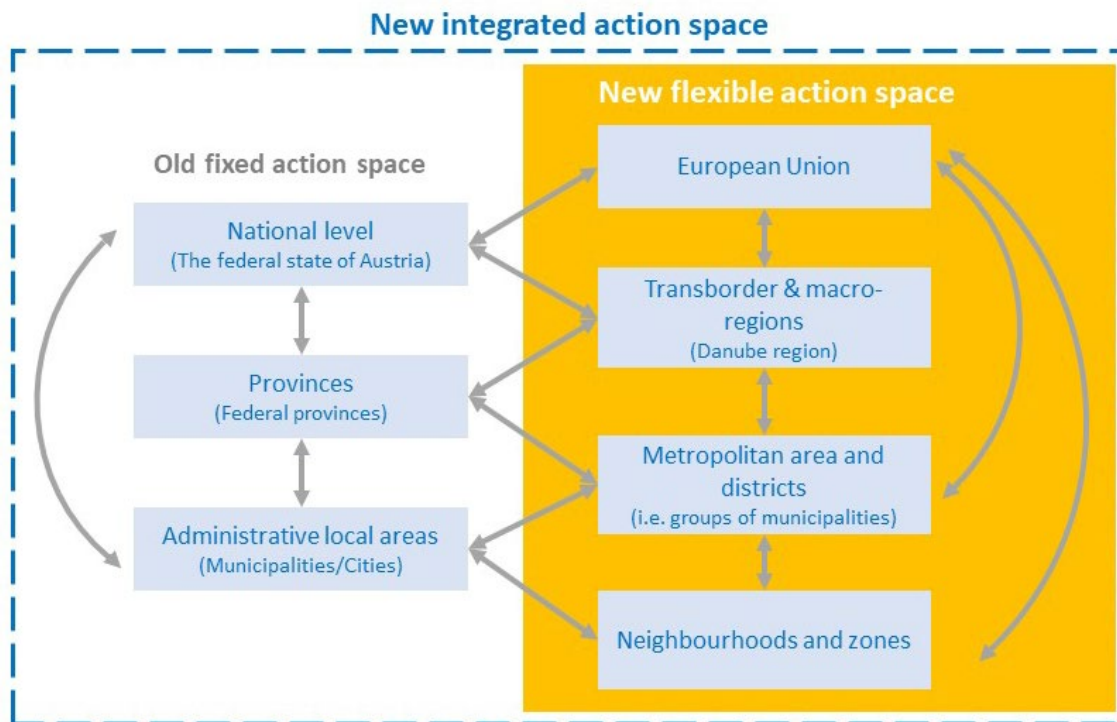 New integrated action space
New flexible action space
Old fixed action space
National level
(The federal state of Austria)
Provinces
(Federal provinces)
Administrative local areas
(Municipalities/Cities)
European Union
Transborder & macro-
regions
(Danube region)
Metropolitan area and
districts
(i.e. groups of municipalities)
Neighbourhoods and zones